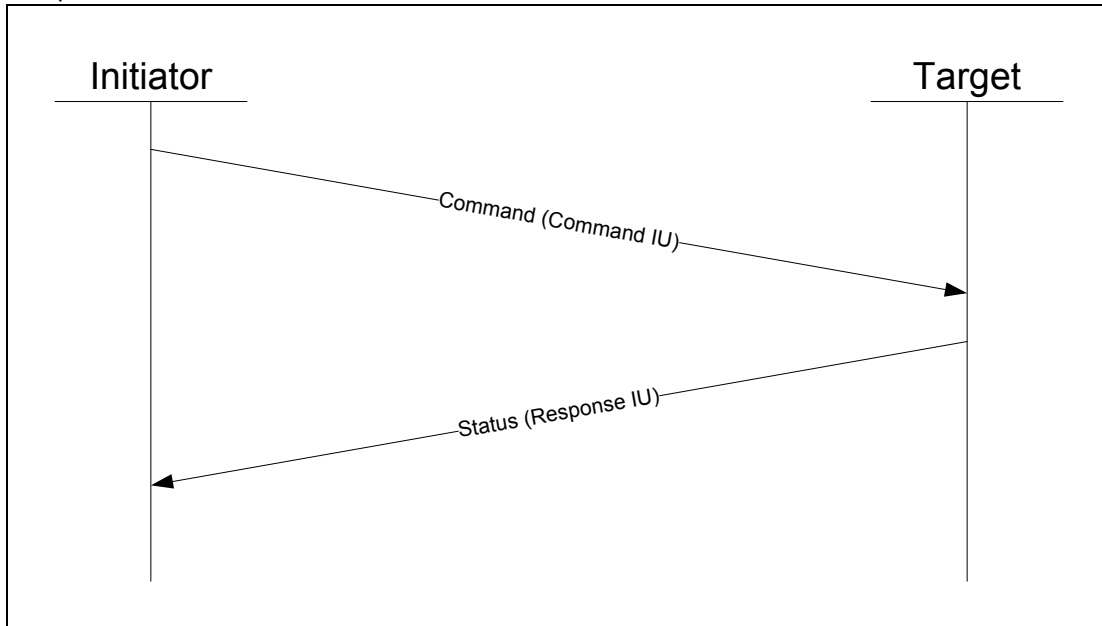 Initiator
Target
Command (Command IU)
Status (Response IU)